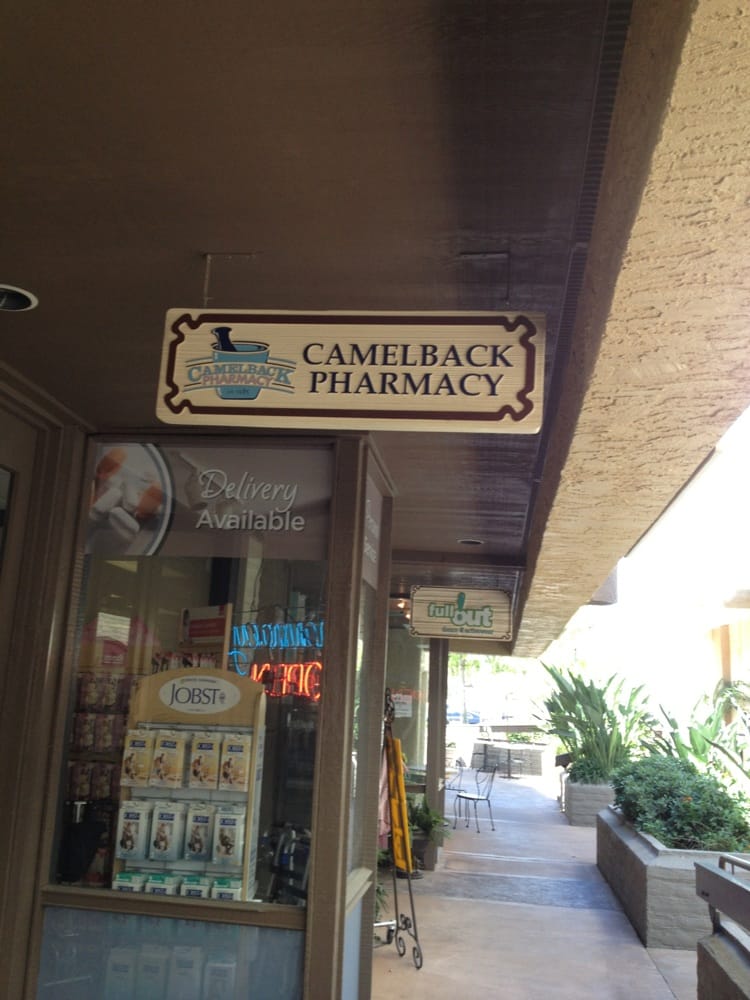 CAMELBACK
PHARMACY
CAMELBACK
PHARMACY
Delivery
Available
full out
JOBST
OPEN